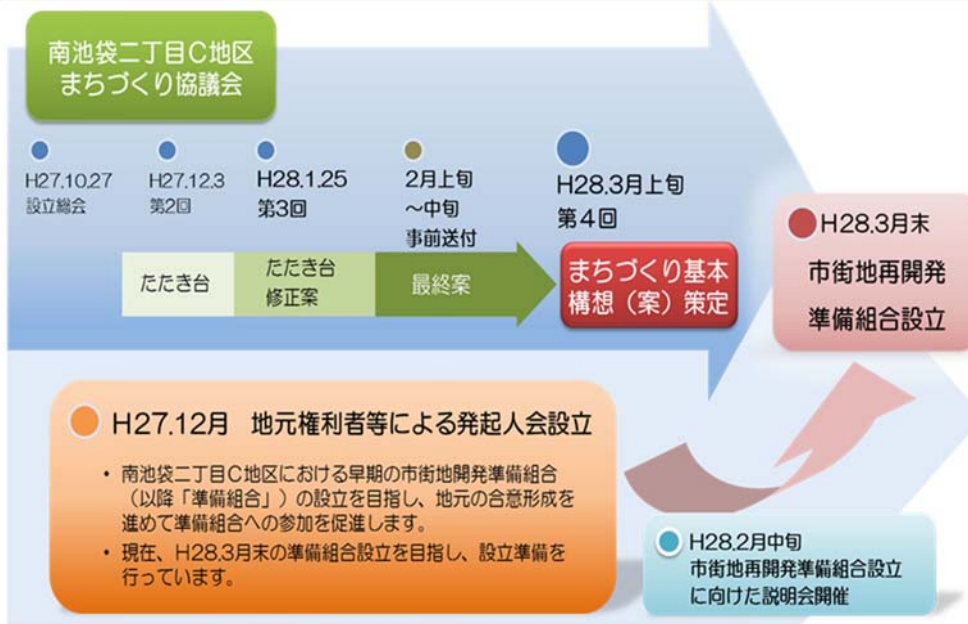 南池袋二丁目C地区
まちづくり協議会
H27.10.27
設立総会
H27.12.3
第2回
H28.1.25
第3回
2月上旬
～中旬
事前送付
H28.3月上旬
第4回
たたき台
たたき台
修正案
最終案
まちづくり基本
構想（案）策定
H28.3月末
市街地再開発
準備組合設立
H27.12月 地元権利者等による発起人会設立
・ 南池袋二丁目C地区における早期の市街地開発準備組合
（以降「準備組合」）の設立を目指し、地元の合意形成を
進めて準備組合への参加を促進します。
・ 現在、H28.3月末の準備組合設立を目指し、設立準備を
行っています。
H28.2月中旬
市街地再開発準備組合設立
に向けた説明会開催